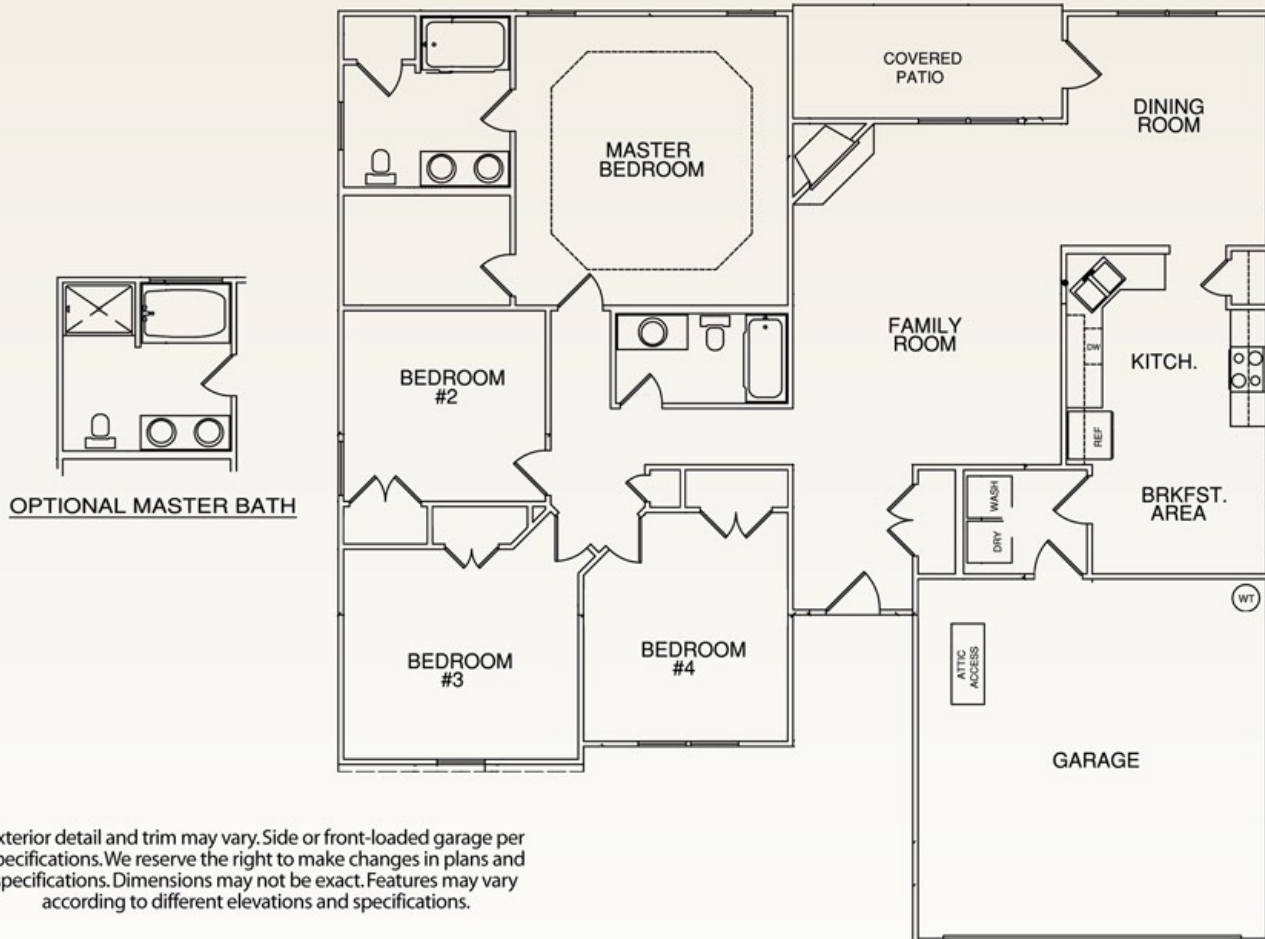 COVERED
PATIO
DINING
ROOM
MASTER
BEDROOM
FAMILY
ROOM
DW
KITCH.
REF
BEDROOM
#2
OPTIONAL MASTER BATH
WASH
DRY
BRKFST.
AREA
WT
BEDROOM
#3
BEDROOM
#4
ATTIC
ACCESS
GARAGE
xterior detail and trim may vary. Side or front-loaded garage per
pecifications. We reserve the right to make changes in plans and
specifications. Dimensions may not be exact. Features may vary
according to different elevations and specifications.